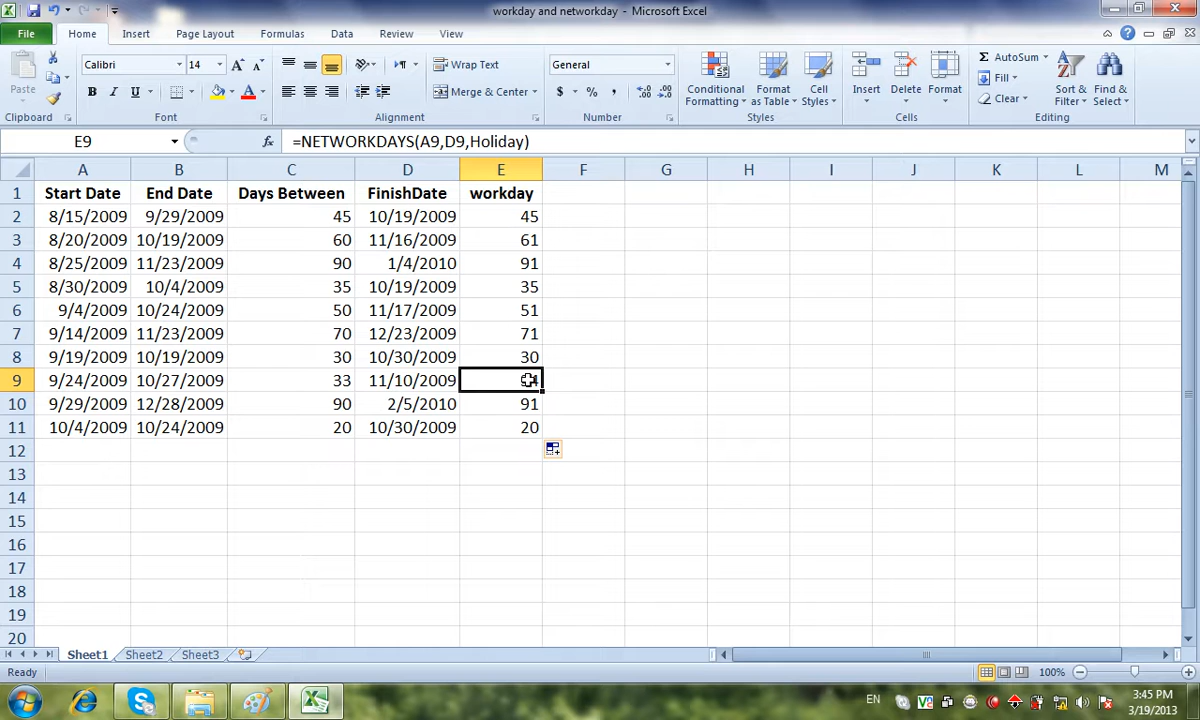 workday and networkday - Microsoft Excel
File Home Insert Page Layout Formulas Data Review View
Calibri 14 Wrap Text General AutoSum
Paste Merge & Center Conditional Formatting Format as Table Cell Styles Insert Delete Format Fill Sort & Filter Find & Select
Clear
Clipboard Font Alignment Number Styles Cells Editing
E9 fx =NETWORKDAYS(A9,D9,Holiday)
A B C D E F G H I J K L M
1 Start Date End Date Days Between FinishDate workday
2 8/15/2009 9/29/2009 45 10/19/2009 45
3 8/20/2009 10/19/2009 60 11/16/2009 61
4 8/25/2009 11/23/2009 90 1/4/2010 91
5 8/30/2009 10/4/2009 35 10/19/2009 35
6 9/4/2009 10/24/2009 50 11/17/2009 51
7 9/14/2009 11/23/2009 70 12/23/2009 71
8 9/19/2009 10/19/2009 30 10/30/2009 30
9 9/24/2009 10/27/2009 33 11/10/2009
10 9/29/2009 12/28/2009 90 2/5/2010 91
11 10/4/2009 10/24/2009 20 10/30/2009 20
12
13
14
15
16
17
18
19
20
Sheet1 Sheet2 Sheet3
Ready 100%
EN 3:45 PM
3/19/2013